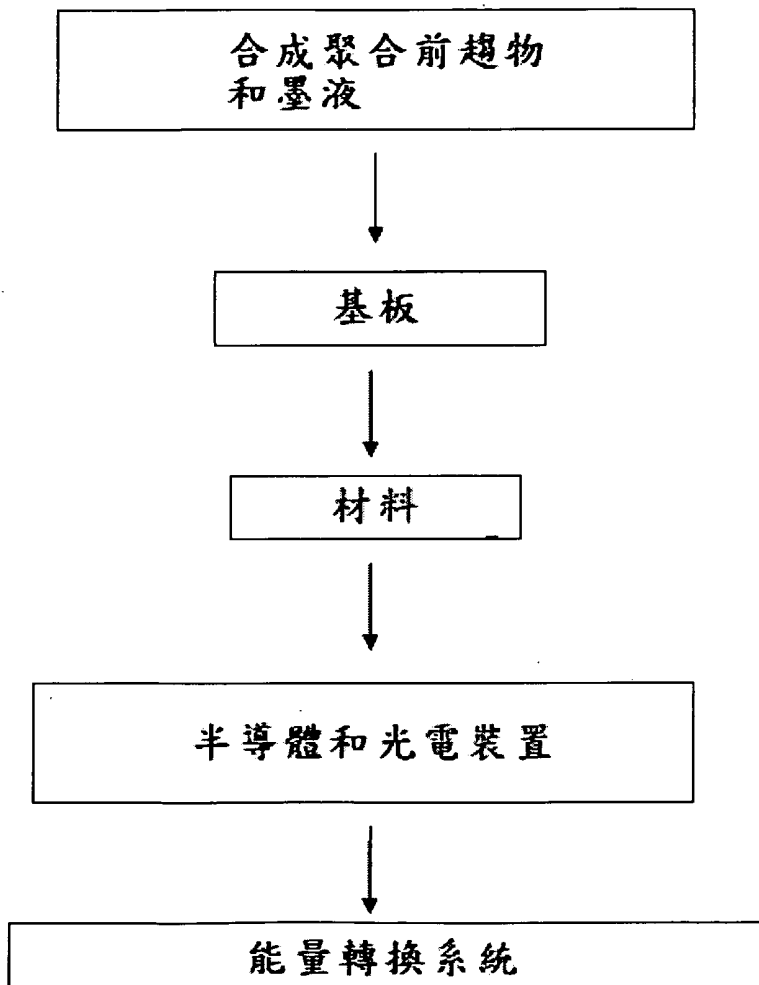 合成聚合前趨物
和墨液
基板
材料
半導體和光電裝置
能量轉換系統